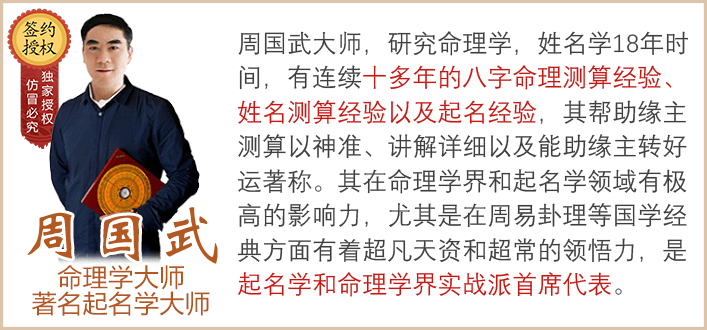 签约
授权
独家授权
仿冒必究
周国武
命理学大师
著名起名学大师
周国武大师，研究命理学，姓名学18年时
间，有连续十多年的八字命理测算经验、
姓名测算经验以及起名经验，其帮助缘主
测算以神准、讲解详细以及能助缘主转好
运著称。其在命理学界和起名学领域有极
高的影响力，尤其是在周易卦理等国学经
典方面有着超凡天资和超常的领悟力，是
起名学和命理学界实战派首席代表。